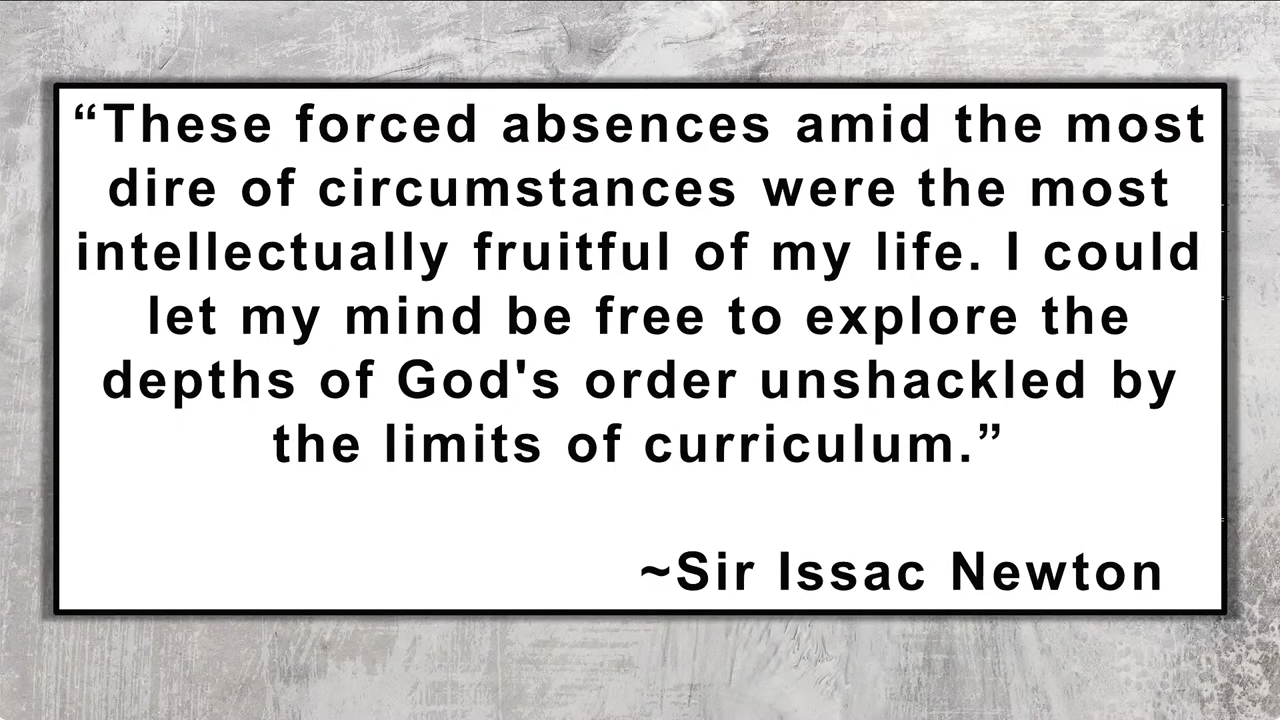 “These forced absences amid the most
dire of circumstances were the most
intellectually fruitful of my life. I could
let my mind be free to explore the
depths of God's order unshackled by
the limits of curriculum.”
~Sir Issac Newton